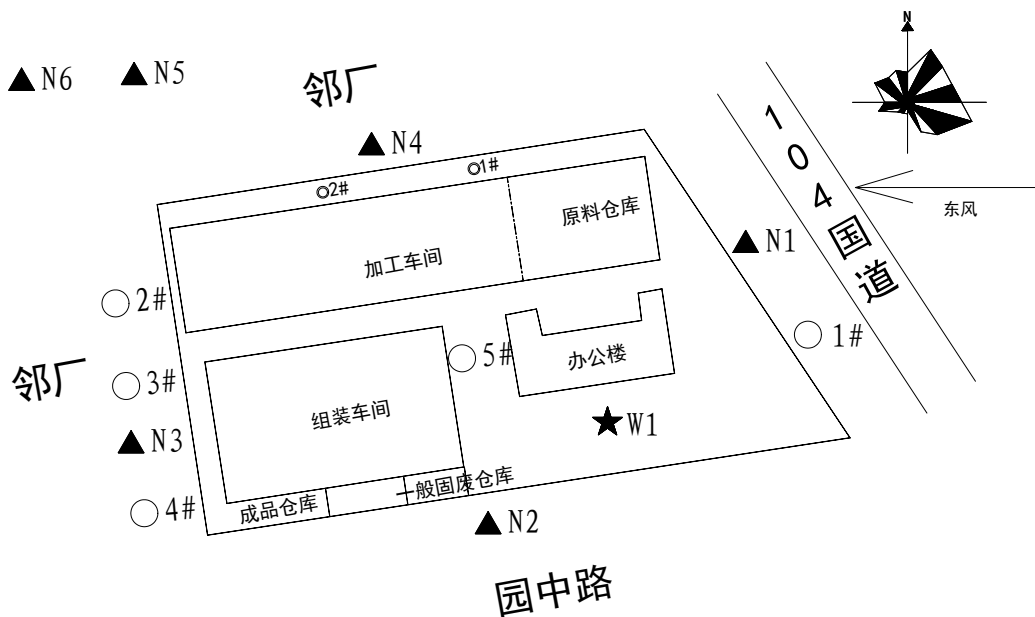 N
N6
N5
邻厂
N4
104国道
东风
1#
2#
原料仓库
N1
加工车间
2#
1#
5#
办公楼
邻厂
3#
组装车间
W1
N3
一般固废仓库
成品仓库
4#
N2
园中路